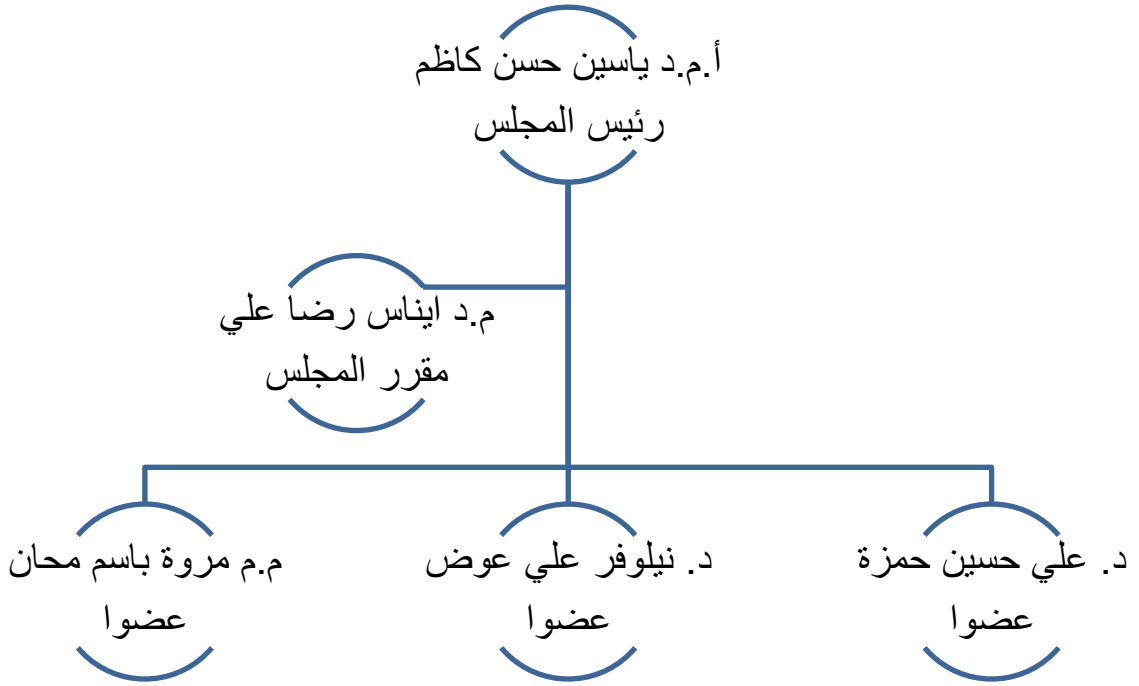 أ.م.د ياسين حسن كاظم
رئيس المجلس
م.د ايناس رضا علي
مقرر المجلس
د. علي حسين حمزة
عضوا
د. نيلوفر علي عوض
عضوا
م.م مروة باسم محان
عضوا